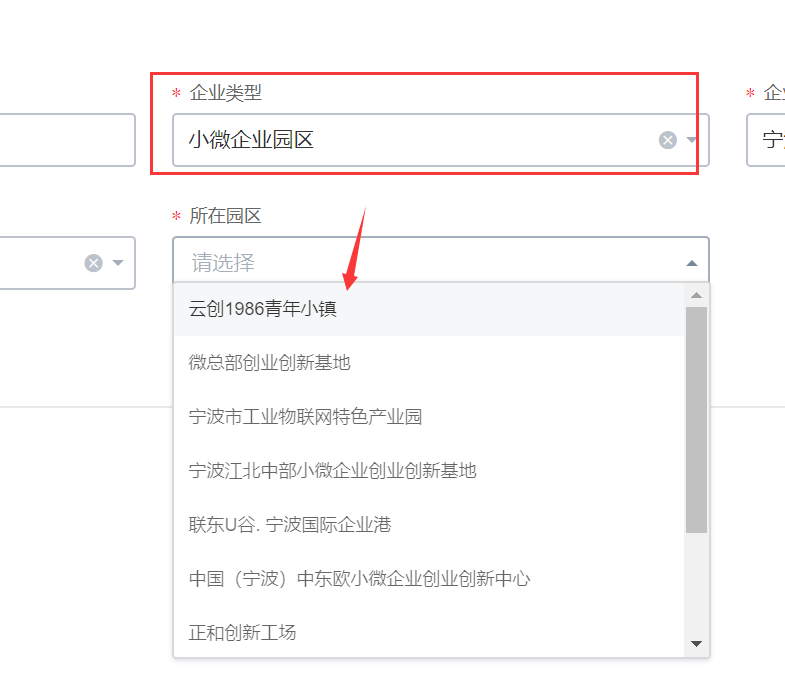 * 企业类型
小微企业园区
* 企业
宁
* 所在园区
请选择
云创1986青年小镇
微总部创业创新基地
宁波市工业物联网特色产业园
宁波江北中部小微企业创业创新基地
联东U谷. 宁波国际企业港
中国（宁波）中东欧小微企业创业创新中心
正和创新工场